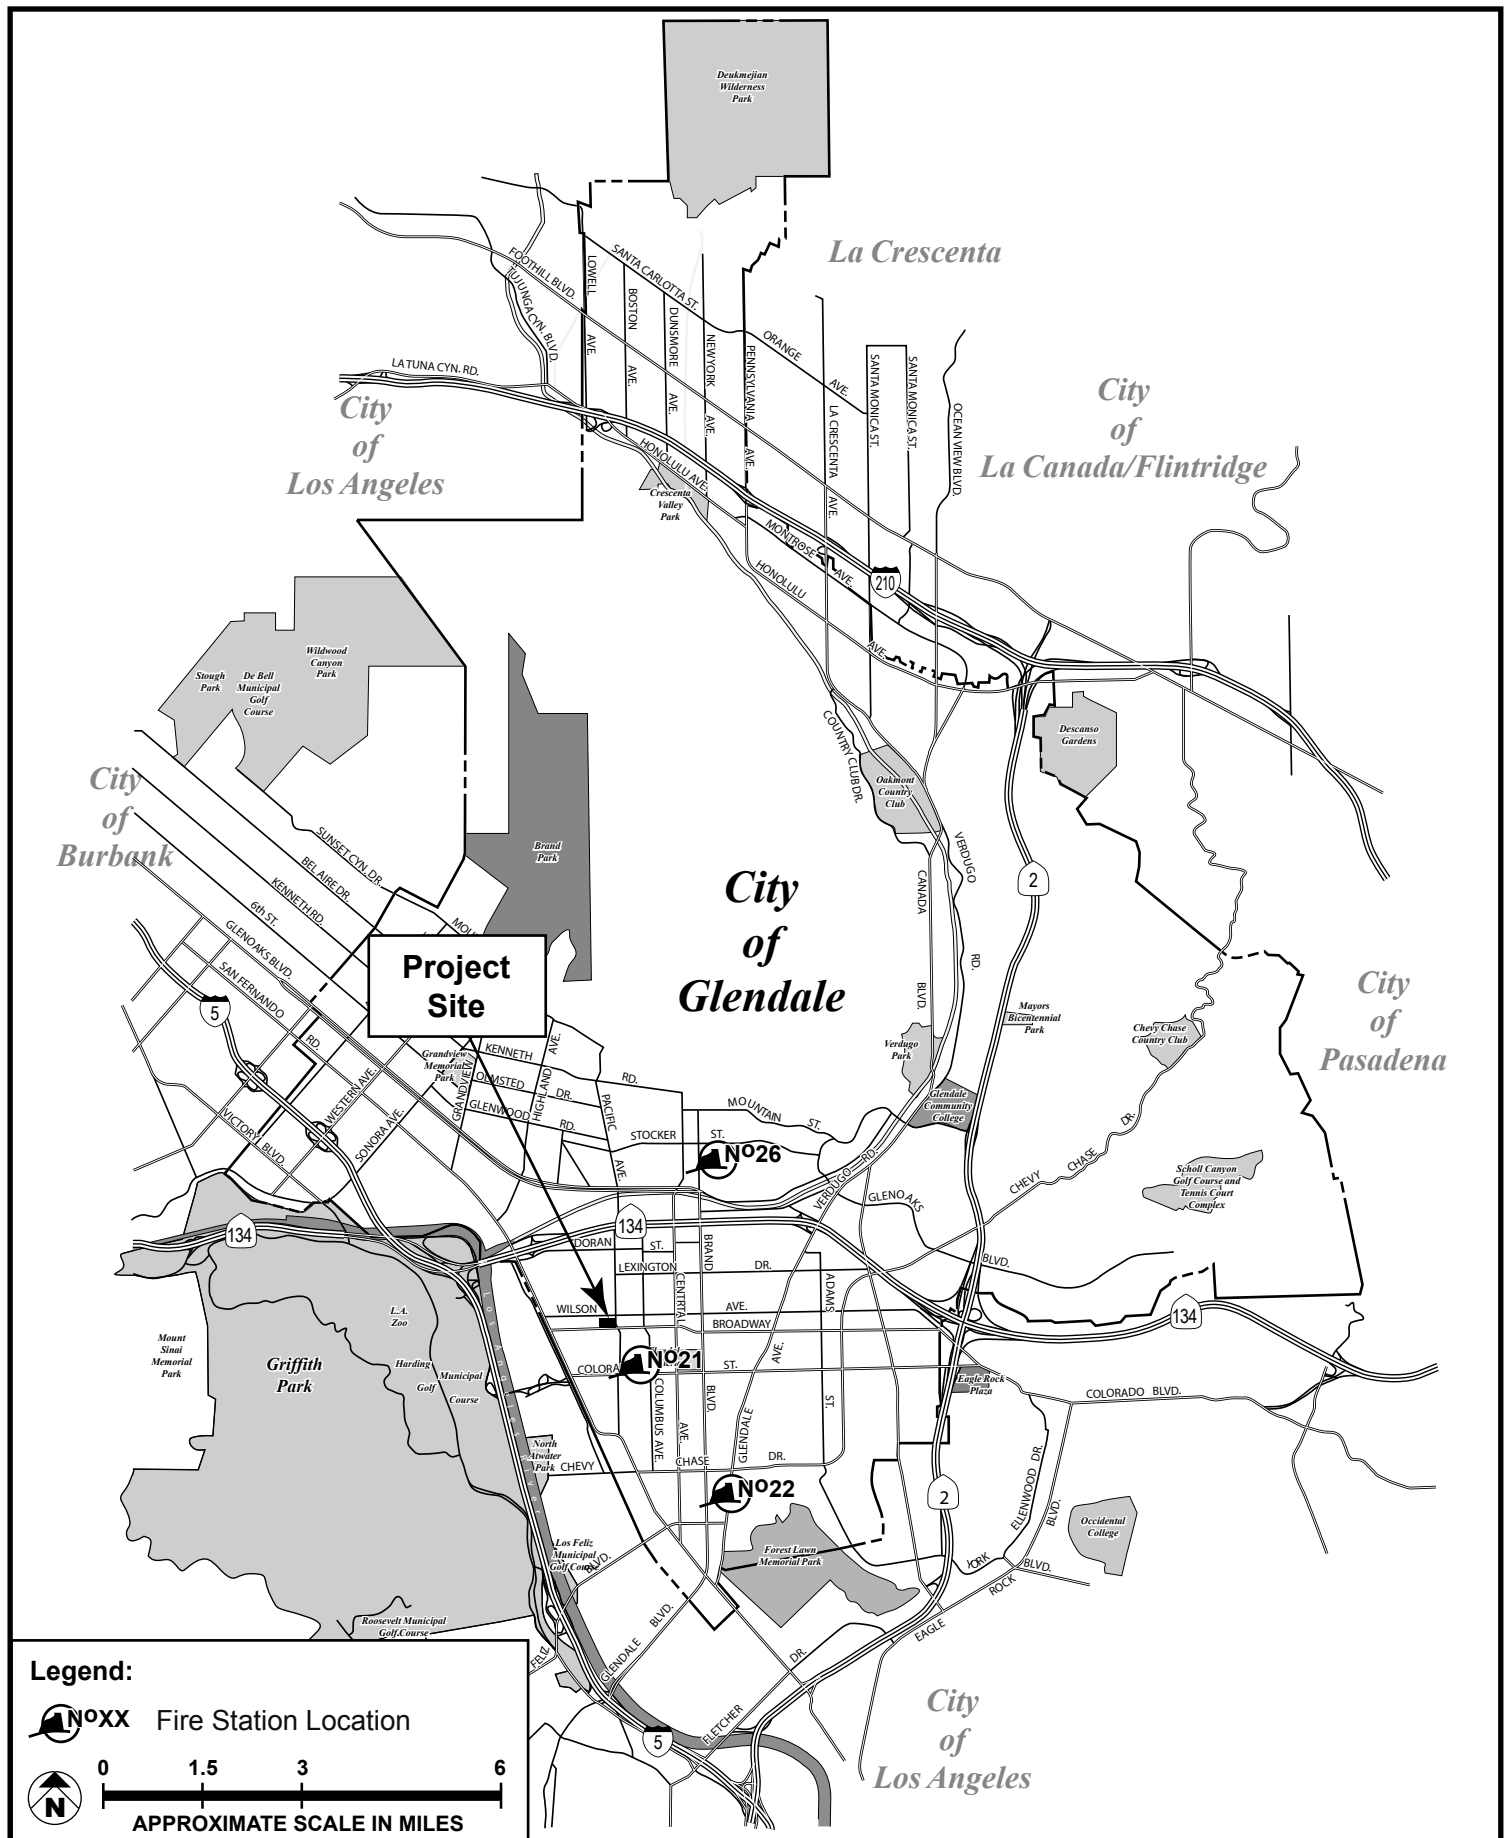 Deukmejian
Wilderness
Park
La Crescenta
FOOTHILL BLVD.
TUJUNGA CYN. BLVD.
LOWELL
AVE.
SANTA CARLOTTA ST.
BOSTON
AVE.
DUNSMORE
AVE.
NEW YORK
AVE.
PENNSYLVANIA
AVE.
ORANGE
AVE.
LA CRESCENTA
AVE.
SANTA MONICA ST.
SANTA MONICA ST.
OCEAN VIEW BLVD.
LA TUNA CYN. RD.
City
of
Los Angeles
City
of
La Canada/Flintridge
HONOLULU AVE.
Crescenta
Valley
Park
MONTROSE
AVE.
HONOLULU
AVE.
210
Wildwood
Canyon
Park
Stough
Park
De Bell
Municipal
Golf
Course
Descanso
Gardens
COUNTRY CLUB DR.
Oakmont
Country
Club
City
of
Burbank
SUNSET CYN. DR.
BEL AIRE DR.
KENNETH RD.
6th ST.
GLENOAKS BLVD.
SAN FERNANDO
RD.
Brand
Park
VERDUGO
RD.
CANADA
BLVD.
2
City
of
Glendale
Project
Site
5
City
of
Pasadena
Mayors
Bicentennial
Park
Chevy Chase
Country Club
Verdugo
Park
Grandview
Memorial
Park
KENNETH
RD.
OLMSTED
DR.
GLENWOOD
RD.
GRANDVIEW
HIGHLAND
AVE.
PACIFIC
AVE.
WESTERN AVE.
SONORA AVE.
VICTORY BLVD.
Glendale
Community
College
MOUNTAIN
ST.
STOCKER
ST.
Nº26
VERDUGO RD.
GLENOAKS
BLVD.
CHEVY
CHASE
DR.
Scholl Canyon
Golf Course and
Tennis Court
Complex
134
134
DORAN
ST.
BRAND
BLVD.
LEXINGTON
DR.
CENTRTAL
AVE.
ADAMS
ST.
WILSON
AVE.
BROADWAY
134
L.A.
Zoo
Mount
Sinai
Memorial
Park
Griffith
Park
Harding
Golf
Municipal
Course
Los Angeles River
Nº21
ST.
COLUMBUS AVE.
GLENDALE
AVE.
Eagle Rock
Plaza
COLORADO BLVD.
North
Atwater
Park
CHEVY
CHASE
DR.
Nº22
2
ELLENWOOD DR.
BLVD.
Occidental
College
Los Feliz
Municipal
Golf Course
BLVD.
Forest Lawn
Memorial Park
YORK
BLVD.
EAGLE
ROCK
Roosevelt Municipal
Golf Course
FELIZ
GLENDALE
BLVD.
DR.
FLETCHER
5
City
of
Los Angeles
Legend:
NºXX Fire Station Location
0 1.5 3 6
N
APPROXIMATE SCALE IN MILES